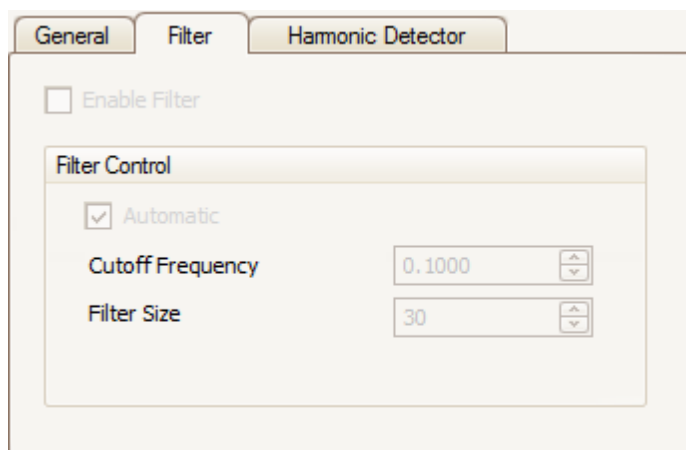 General Filter Harmonic Detector
Enable Filter
Filter Control
Automatic
Cutoff Frequency 0.1000
Filter Size 30